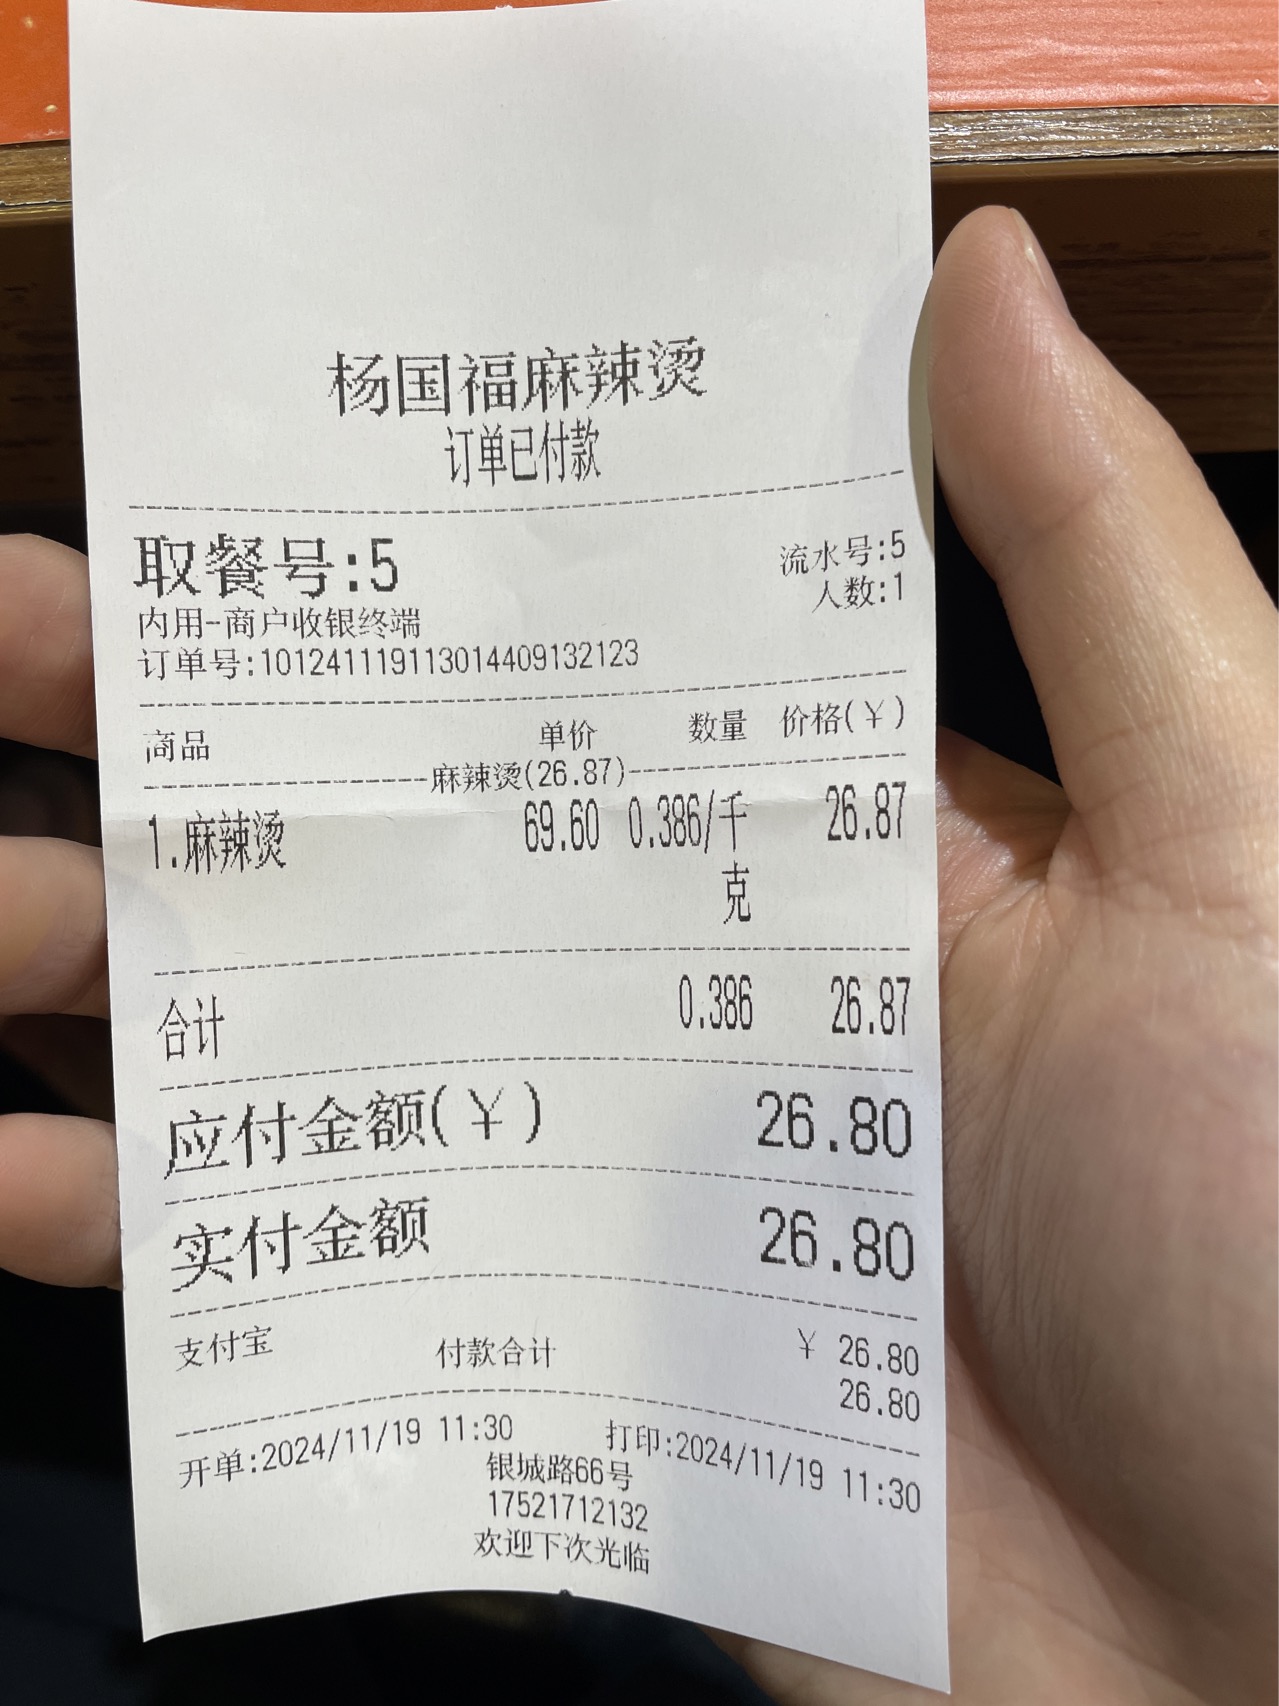 杨国福麻辣烫
订单已付款
取餐号:5
流水号:5
人数:1
内用-商户收银终端
订单号:101241119113014409132123
商品 单价 数量 价格(¥)
麻辣烫(26.87)
1.麻辣烫 69.60 0.386/千克 26.87
合计 0.386 26.87
应付金额(¥) 26.80
实付金额 26.80
支付宝 ¥ 26.80
付款合计 26.80
开单:2024/11/19 11:30 打印:2024/11/19 11:30
银城路66号
17521712132
欢迎下次光临